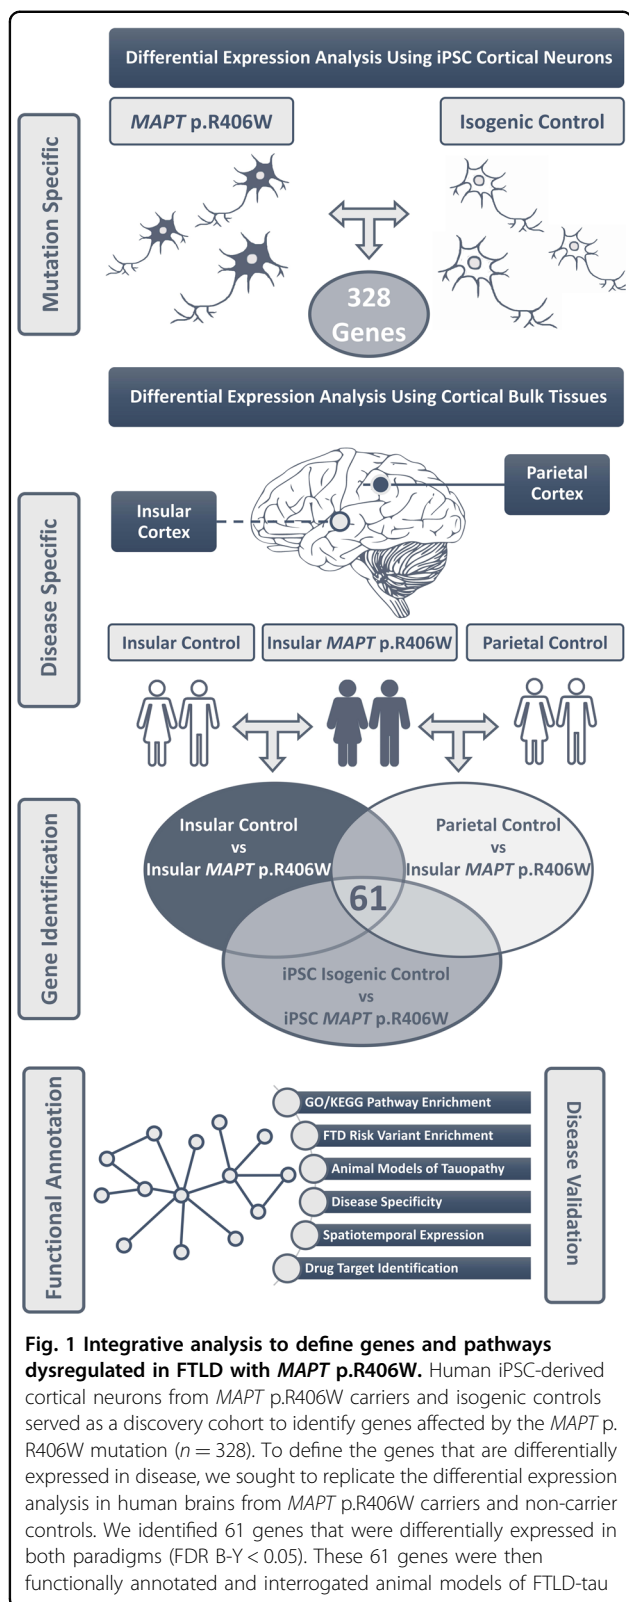 Differential Expression Analysis Using iPSC Cortical Neurons
MAPT p.R406W
Isogenic Control
Mutation Specific
328
Genes
Differential Expression Analysis Using Cortical Bulk Tissues
Disease Specific
Insular
Cortex
Parietal
Cortex
Insular Control
Insular MAPT p.R406W
Parietal Control
Gene Identification
Insular Control
vs
Insular MAPT p.R406W
Parietal Control
vs
Insular MAPT p.R406W
61
iPSC Isogenic Control
vs
iPSC MAPT p.R406W
Functional Annotation
GO/KEGG Pathway Enrichment
FTD Risk Variant Enrichment
Animal Models of Tauopathy
Disease Specificity
Spatiotemporal Expression
Drug Target Identification
Disease Validation
Fig. 1 Integrative analysis to define genes and pathways
dysregulated in FTLD with MAPT p.R406W. Human iPSC-derived
cortical neurons from MAPT p.R406W carriers and isogenic controls
served as a discovery cohort to identify genes affected by the MAPT p.
R406W mutation (n = 328). To define the genes that are differentially
expressed in disease, we sought to replicate the differential expression
analysis in human brains from MAPT p.R406W carriers and non-carrier
controls. We identified 61 genes that were differentially expressed in
both paradigms (FDR B-Y < 0.05). These 61 genes were then
functionally annotated and interrogated animal models of FTLD-tau